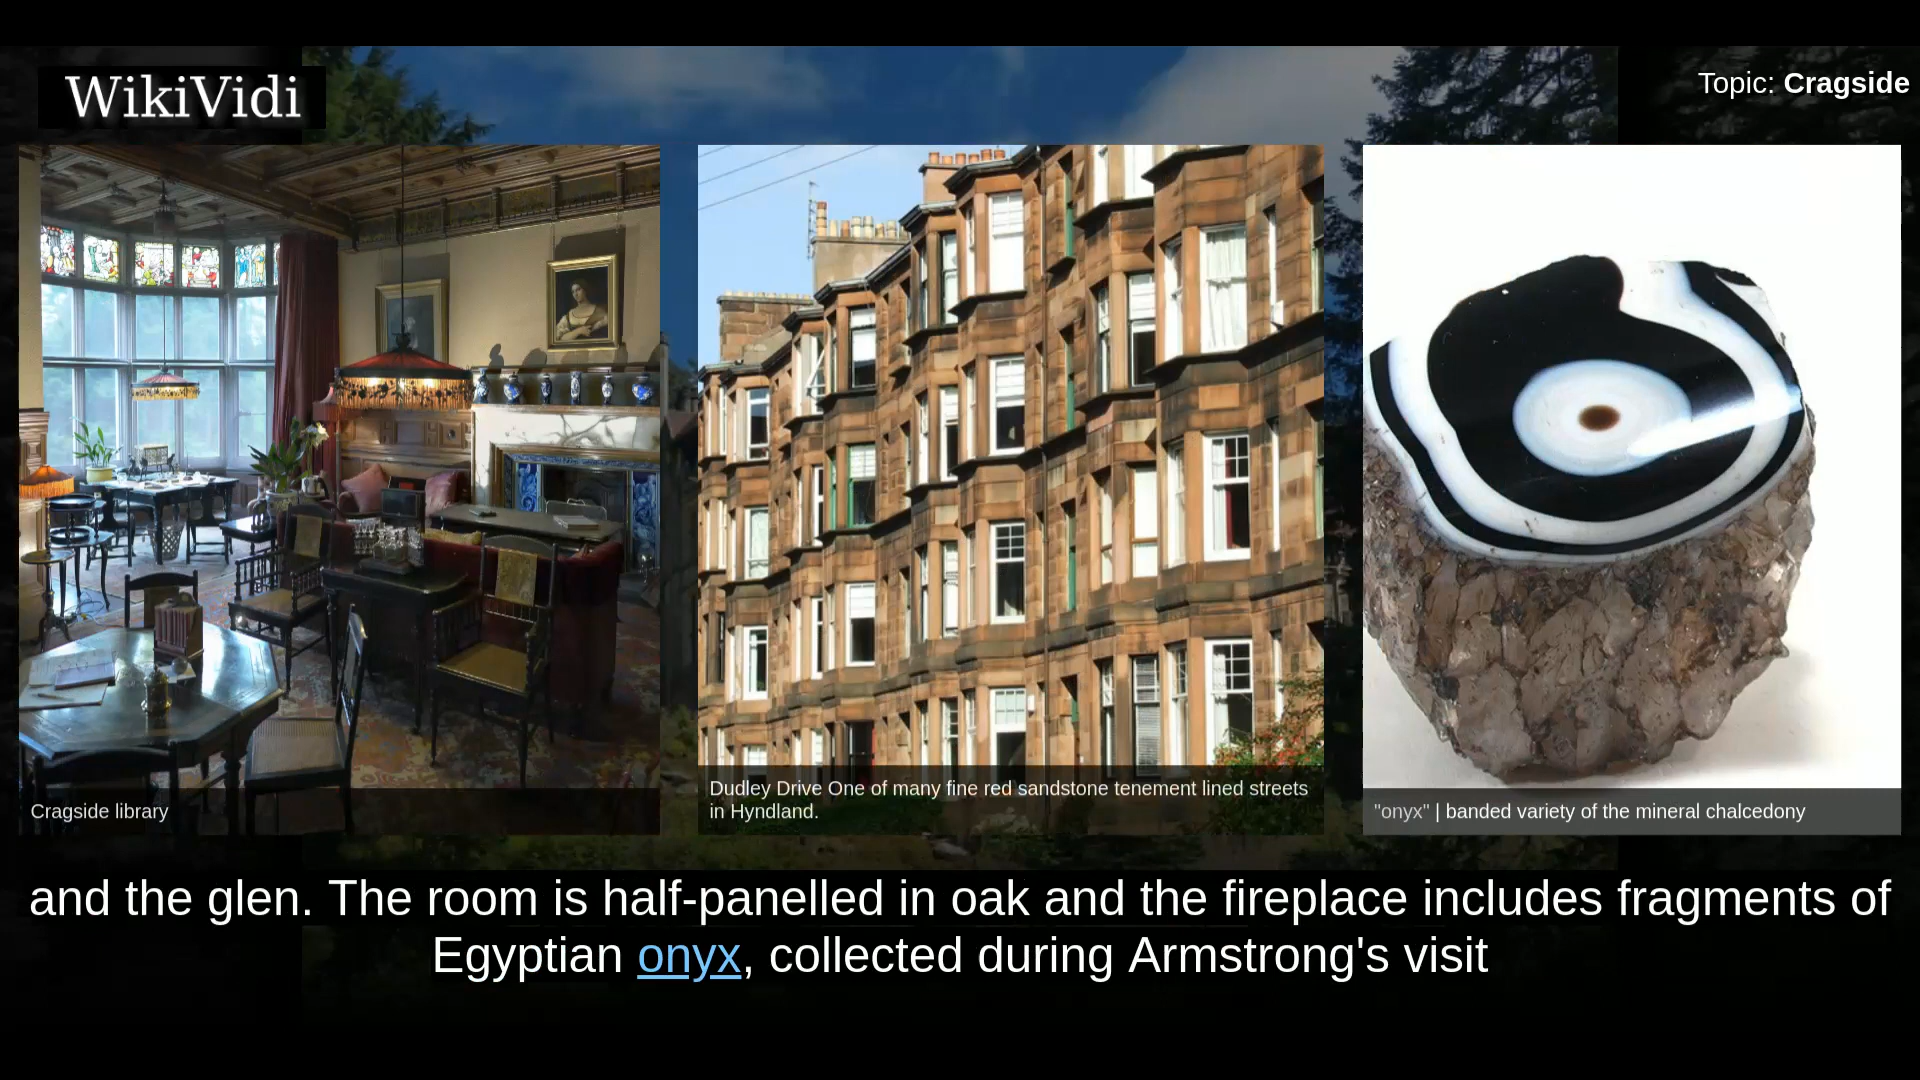 WikiVidi
Topic: Cragside
Cragside library
Dudley Drive One of many fine red sandstone tenement lined streets
in Hyndland.
"onyx" | banded variety of the mineral chalcedony
and the glen. The room is half-panelled in oak and the fireplace includes fragments of
Egyptian onyx, collected during Armstrong's visit